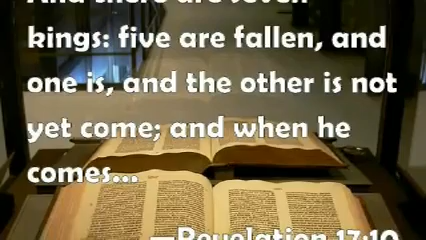 And there are seven
kings: five are fallen, and
one is, and the other is not
yet come; and when he
comes...
—Revelation 17:10